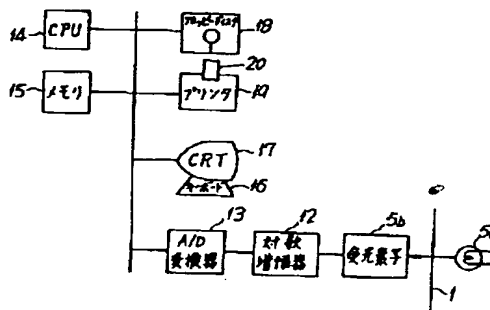 14
CPU
フロッピーディスク
18
20
15
メモリ
プリンタ
19
CRT
17
キーボード
16
13
A/D
変換器
12
対数
増幅器
5b
受光素子
1